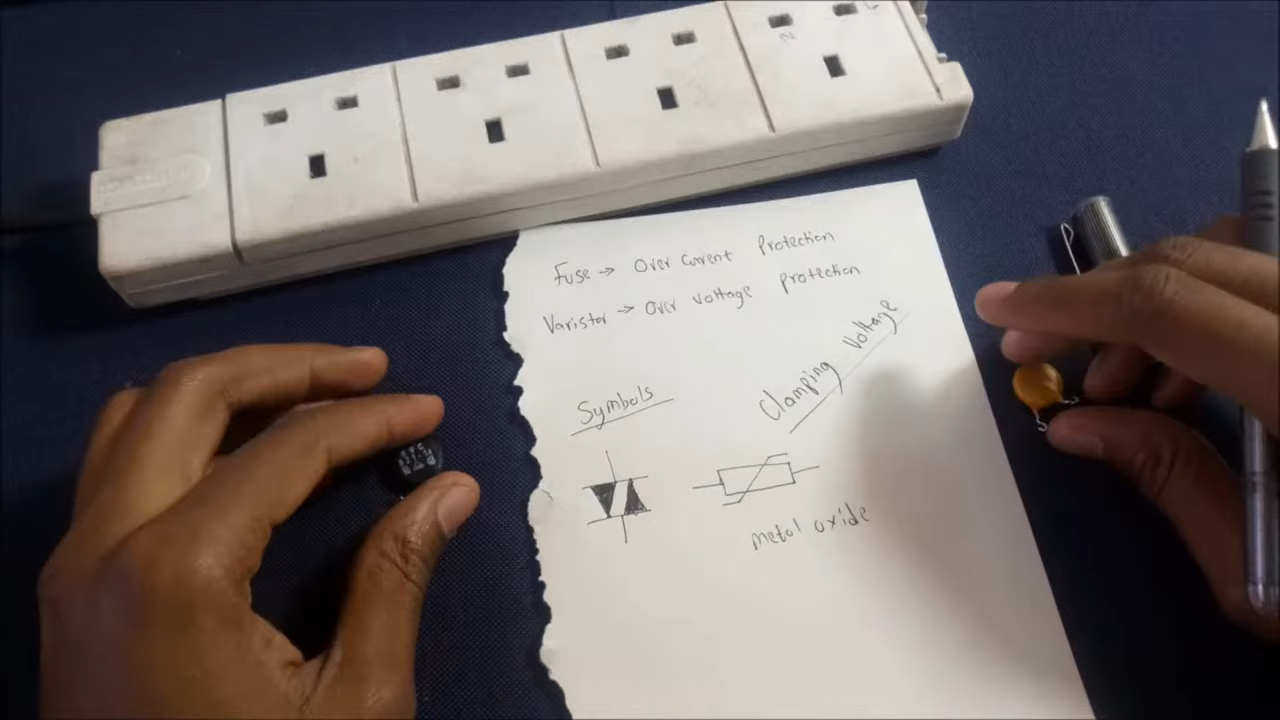 N
Fuse → Over Current Protection
Varistor → Over Voltage protection
Clamping Voltage
Symbols
metal oxide